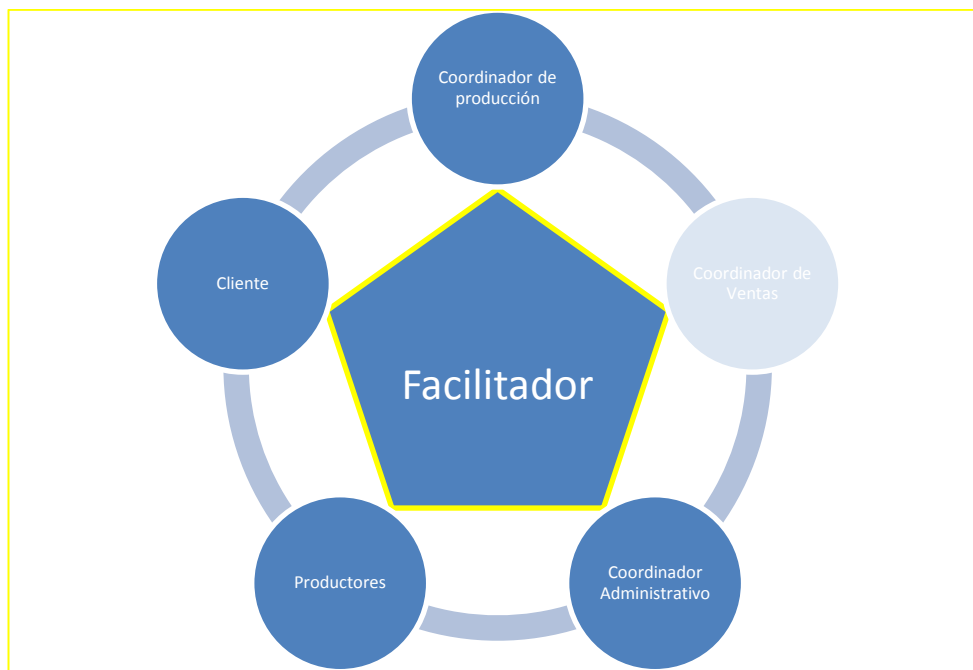 Coordinador de
producción
Coordinador de
Ventas
Cliente
Facilitador
Productores
Coordinador
Administrativo